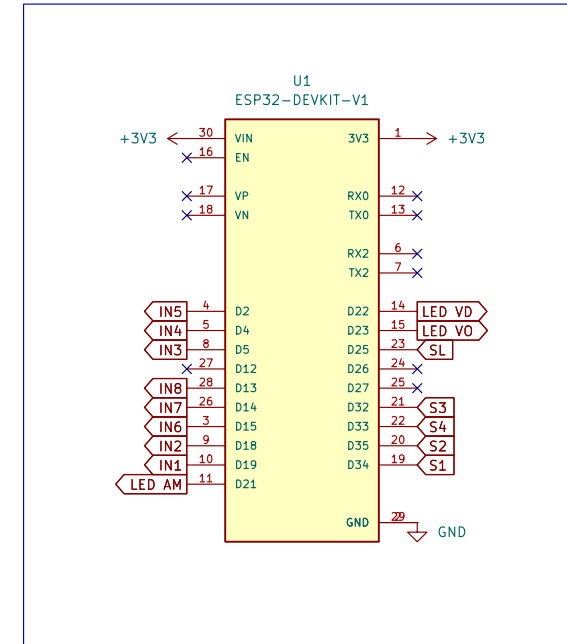 U1
ESP32-DEVKIT-V1
+3V3 30 VIN 3V3 1 +3V3
16 EN
17 VP RX0 12
18 VN TX0 13
RX2 6
TX2 7
IN5 4 D2 D22 14 LED VD
IN4 5 D4 D23 15 LED VO
IN3 8 D5 D25 23 SL
27 D12 D26 24
IN8 28 D13 D27 25
IN7 26 D14 D32 21 S3
IN6 3 D15 D33 22 S4
IN2 9 D18 D35 20 S2
IN1 10 D19 D34 19 S1
LED AM 11 D21
GND
GND